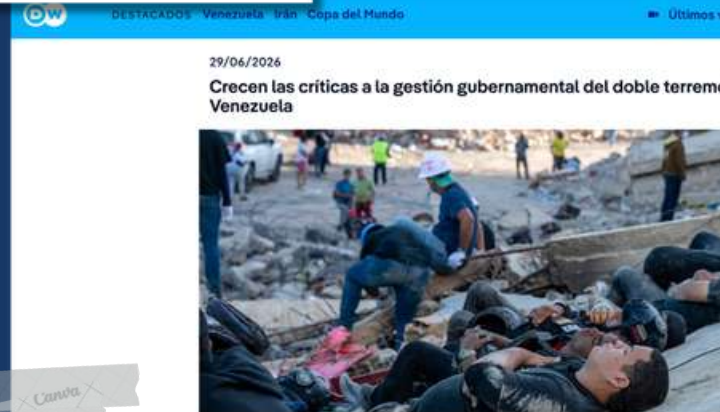 DW DESTACADOS Venezuela Irán Copa del Mundo Últimos
29/06/2026
Crecen las críticas a la gestión gubernamental del doble
Venezuela
Canva